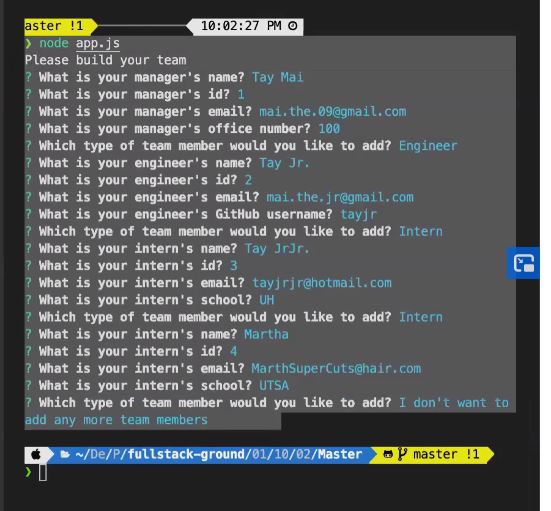 aster !1 10:02:27 PM
❯ node app.js
Please build your team
? What is your manager's name? Tay Mai
? What is your manager's id? 1
? What is your manager's email? mai.the.09@gmail.com
? What is your manager's office number? 100
? Which type of team member would you like to add? Engineer
? What is your engineer's name? Tay Jr.
? What is your engineer's id? 2
? What is your engineer's email? mai.the.jr@gmail.com
? What is your engineer's GitHub username? tayjr
? Which type of team member would you like to add? Intern
? What is your intern's name? Tay JrJr.
? What is your intern's id? 3
? What is your intern's email? tayjrjr@hotmail.com
? What is your intern's school? UH
? Which type of team member would you like to add? Intern
? What is your intern's name? Martha
? What is your intern's id? 4
? What is your intern's email? MarthSuperCuts@hair.com
? What is your intern's school? UTSA
? Which type of team member would you like to add? I don't want to
add any more team members
~/De/P/fullstack-ground/01/10/02/Master master !1
❯